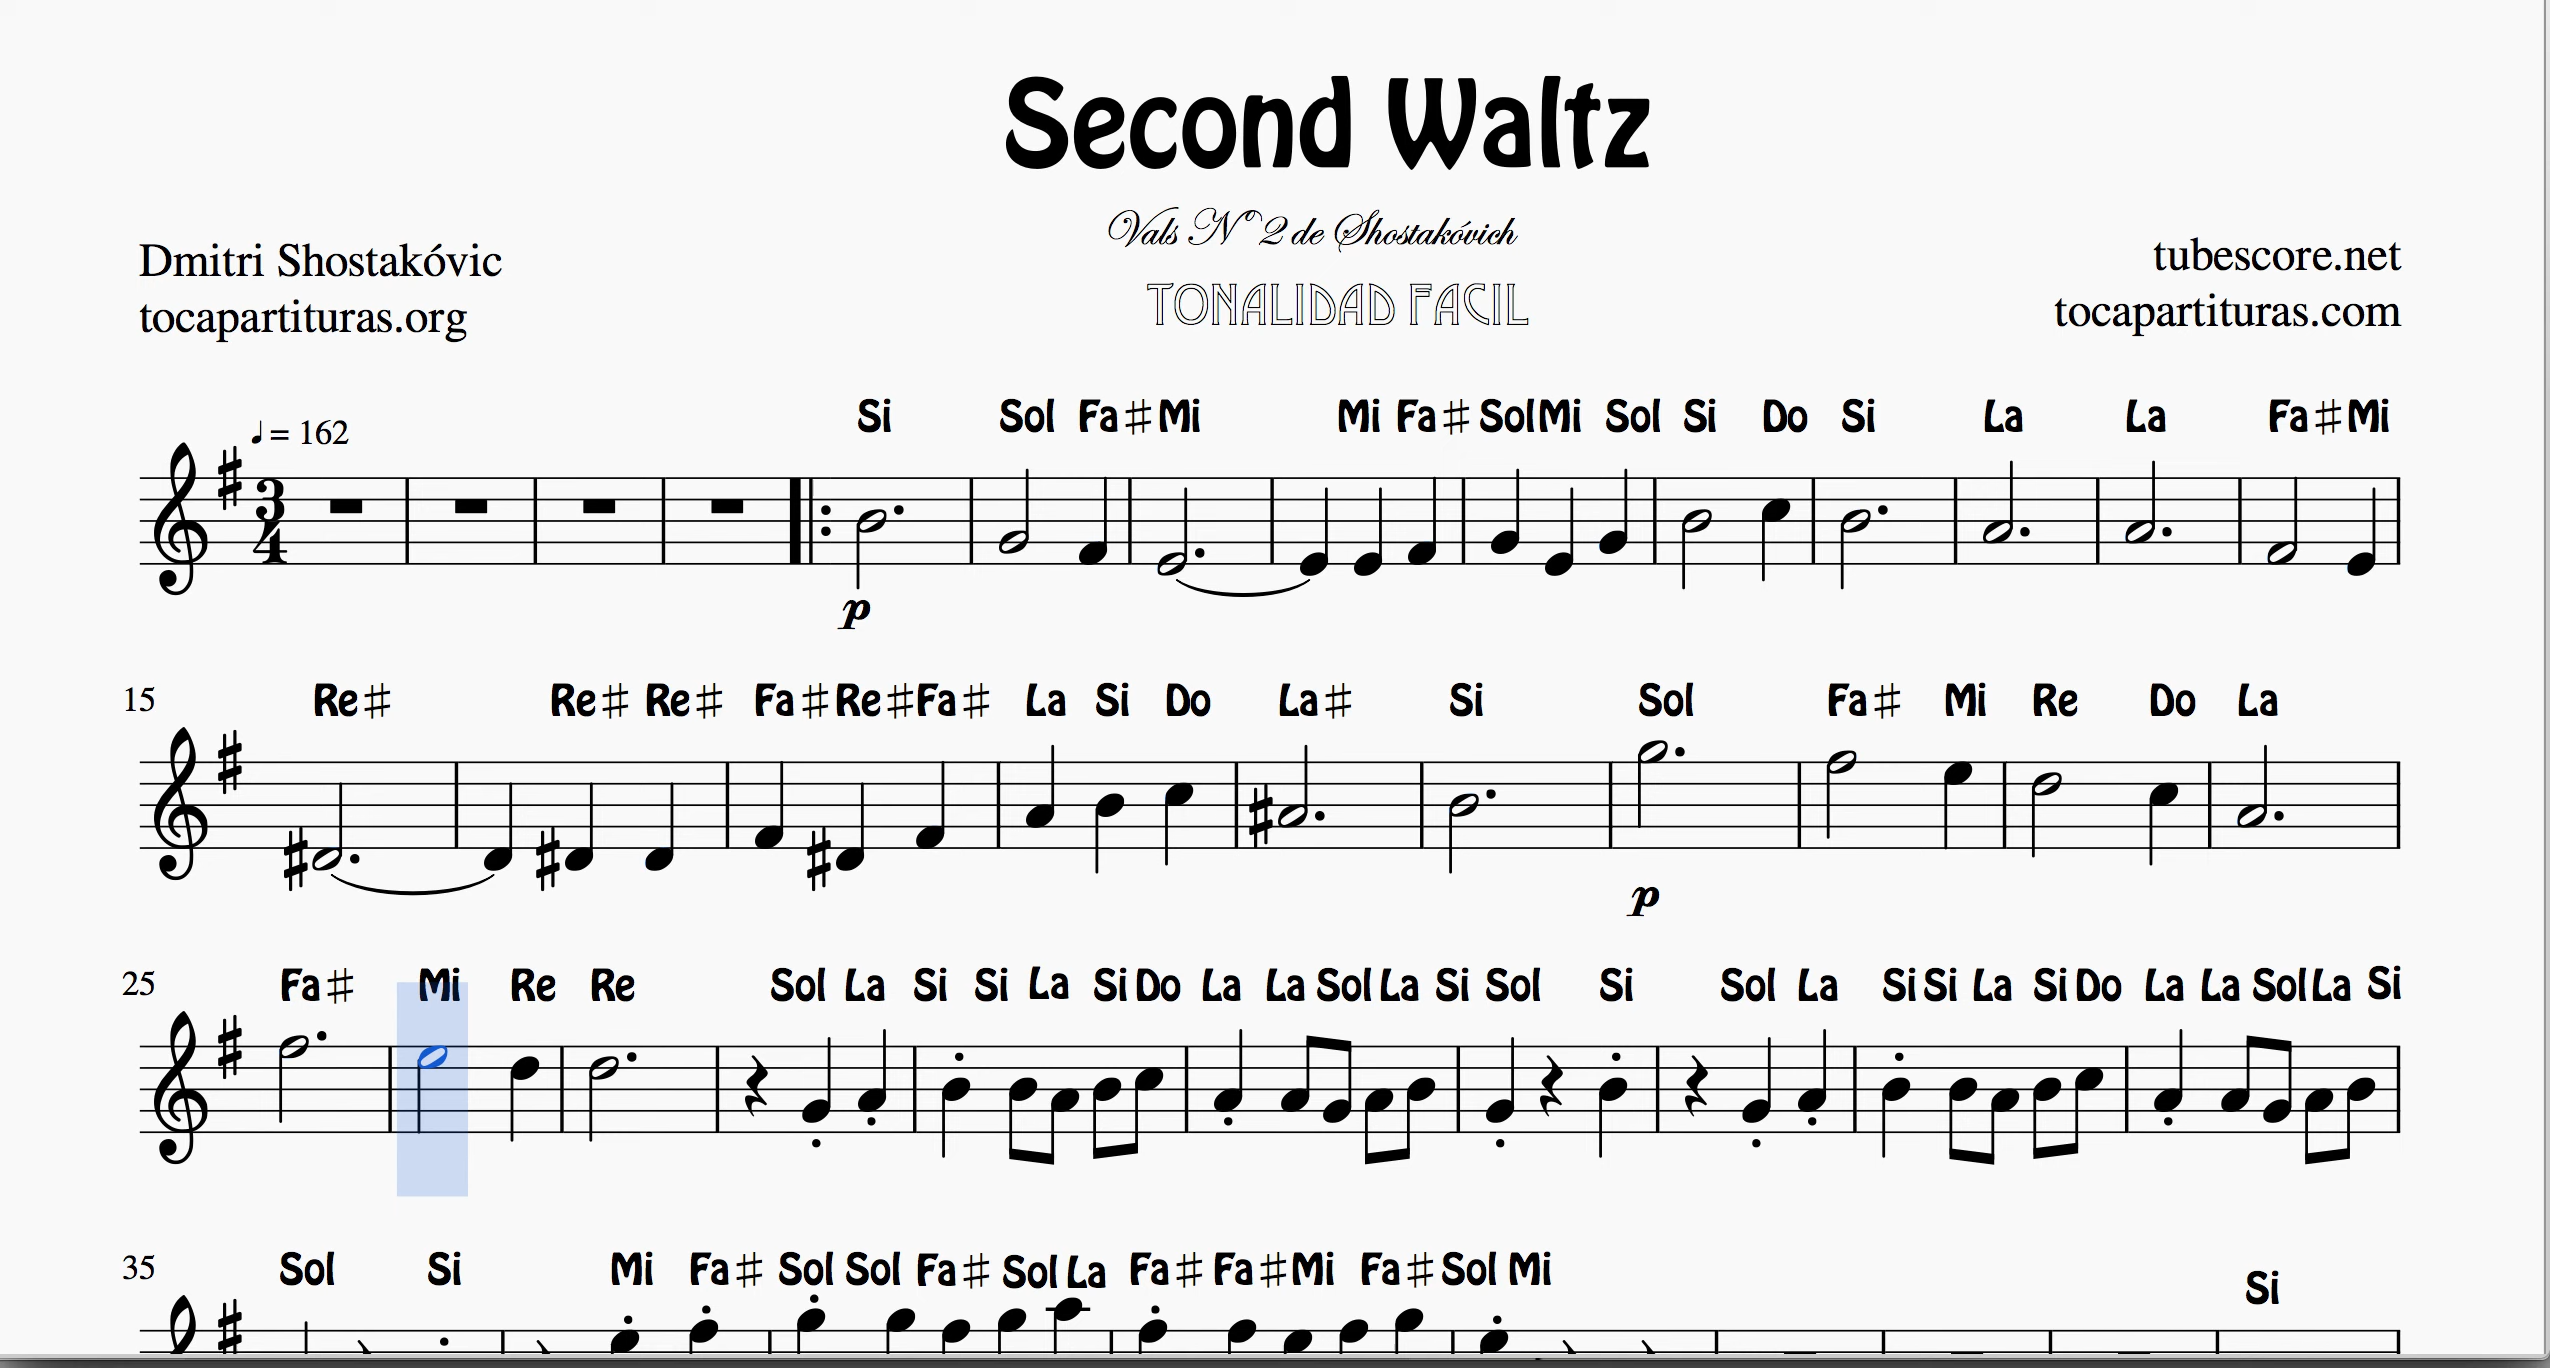 Second Waltz
Vals Nº 2 de Shostakóvich
Dmitri Shostakóvic
tubescore.net
TONALIDAD FACIL
tocapartituras.org
tocapartituras.com
♩ = 162
Si Sol Fa♯ Mi Mi Fa♯ Sol Mi Sol Si Do Si La La Fa♯ Mi
3
4
p
15 Re♯ Re♯ Re♯ Fa♯ Re♯ Fa♯ La Si Do La♯ Si Sol Fa♯ Mi Re Do La
p
25 Fa♯ Mi Re Re Sol La Si Si La Si Do La La Sol La Si Sol Si Sol La Si Si La Si Do La La Sol La Si
35 Sol Si Mi Fa♯ Sol Sol Fa♯ Sol La Fa♯ Fa♯ Mi Fa♯ Sol Mi Si